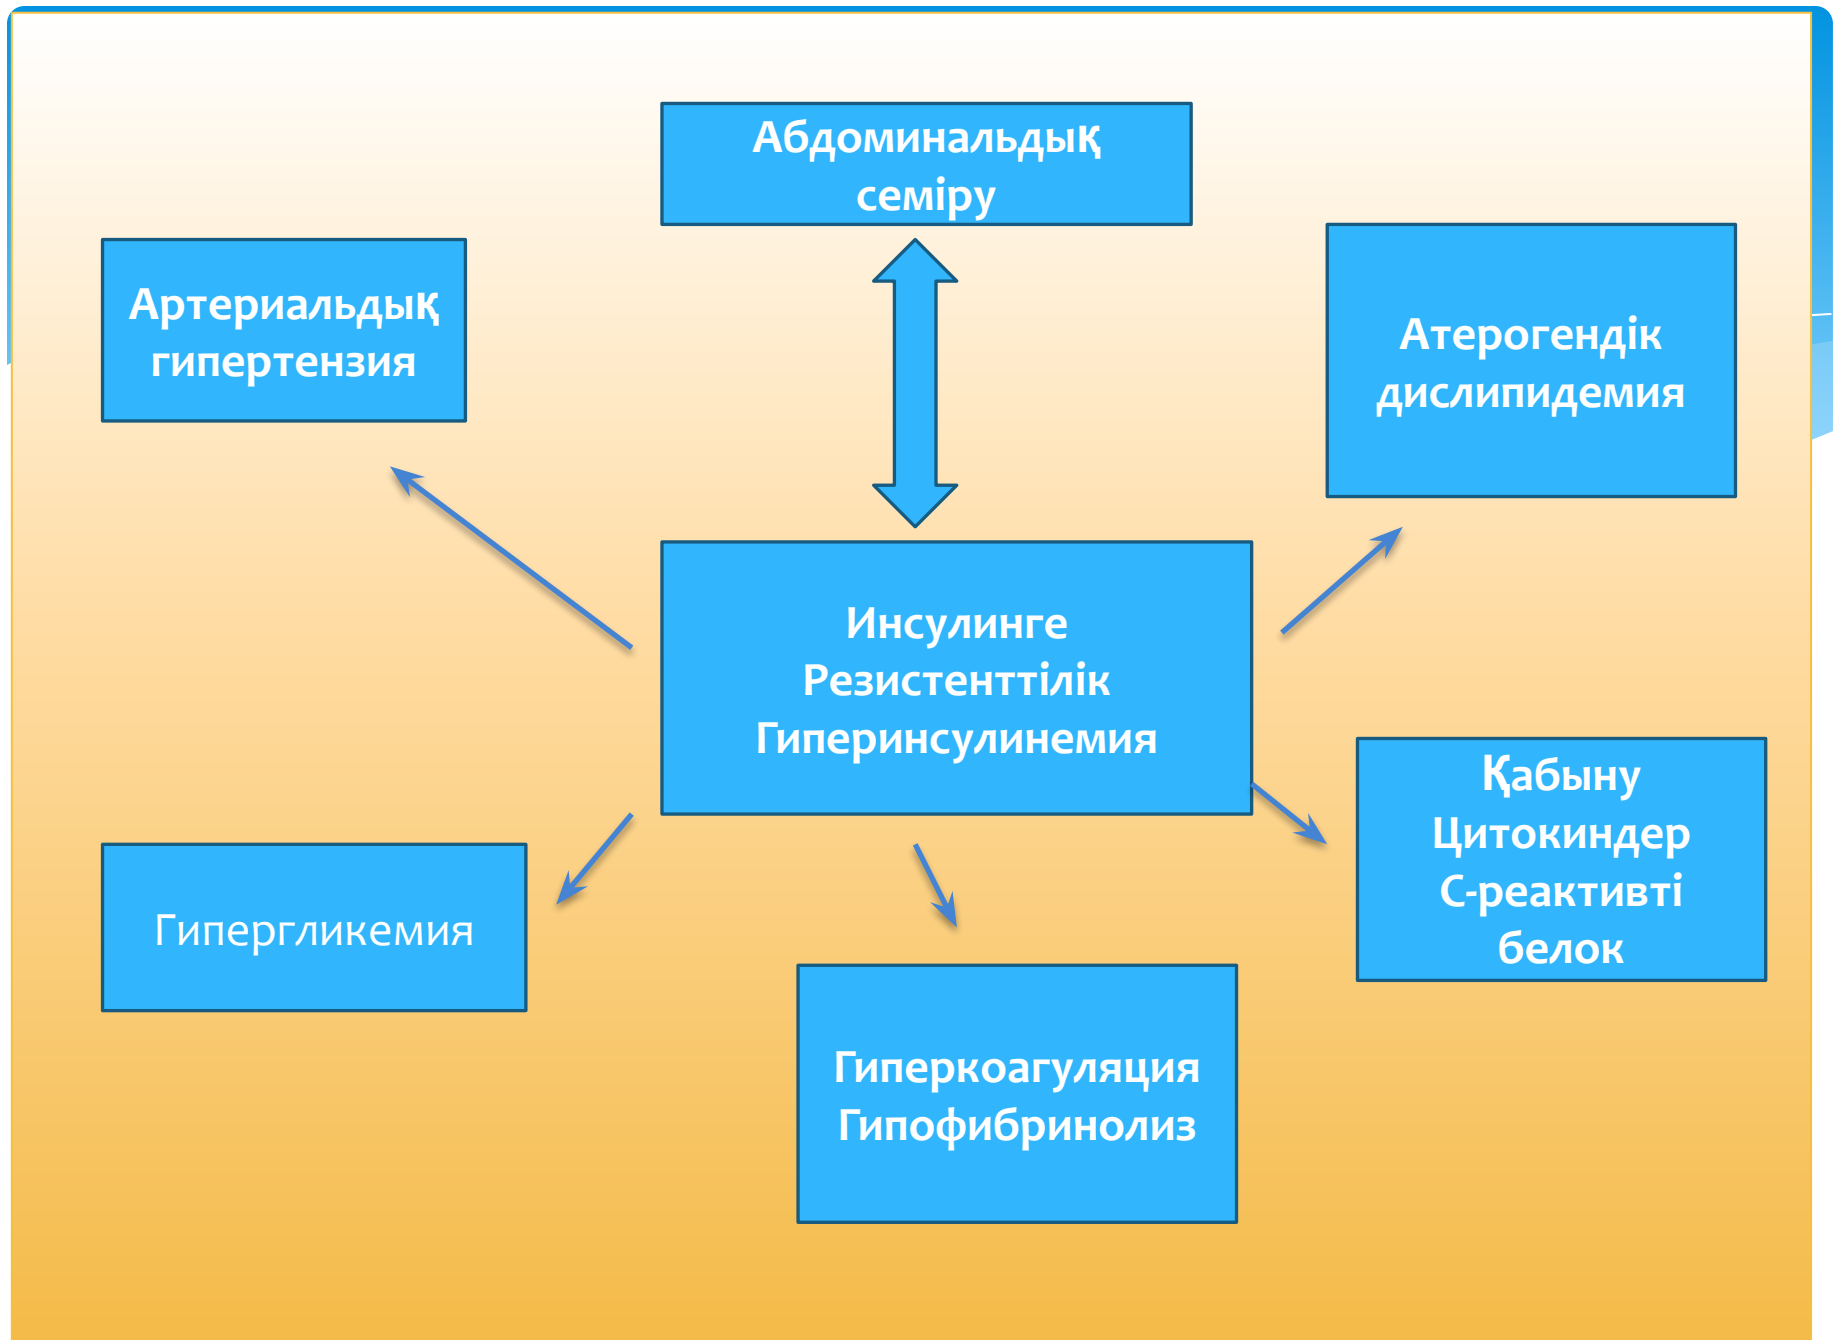 Абдоминальдық
семіру
Артериальдық
гипертензия
Атерогендік
дислипидемия
Инсулинге
Резистенттілік
Гиперинсулинемия
Қабыну
Цитокиндер
С-реактивті
белок
Гипергликемия
Гиперкоагуляция
Гипофибринолиз